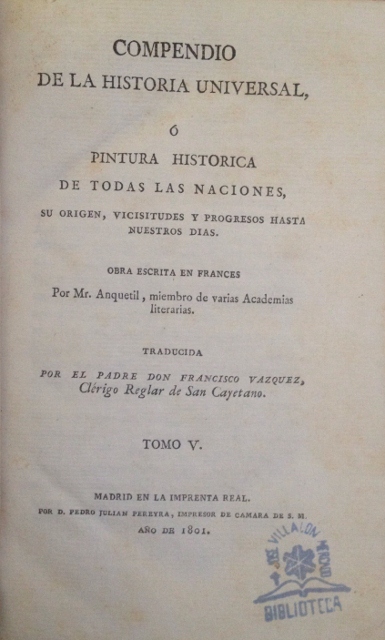 COMPENDIO
DE LA HISTORIA UNIVERSAL,
Ó
PINTURA HISTORICA
DE TODAS LAS NACIONES,
SU ORIGEN, VICISITUDES Y PROGRESOS HASTA
NUESTROS DIAS.
OBRA ESCRITA EN FRANCES
Por Mr. Anquetil, miembro de varias Academias
literarias.
TRADUCIDA
POR EL PADRE DON FRANCISCO VAZQUEZ,
Clérigo Reglar de San Cayetano.
TOMO V.
MADRID EN LA IMPRENTA REAL.
POR D. PEDRO JULIAN PEREYRA, IMPRESOR DE CAMARA DE S. M.
AÑO DE 1801.
VILLALON
BIBLIOTECA